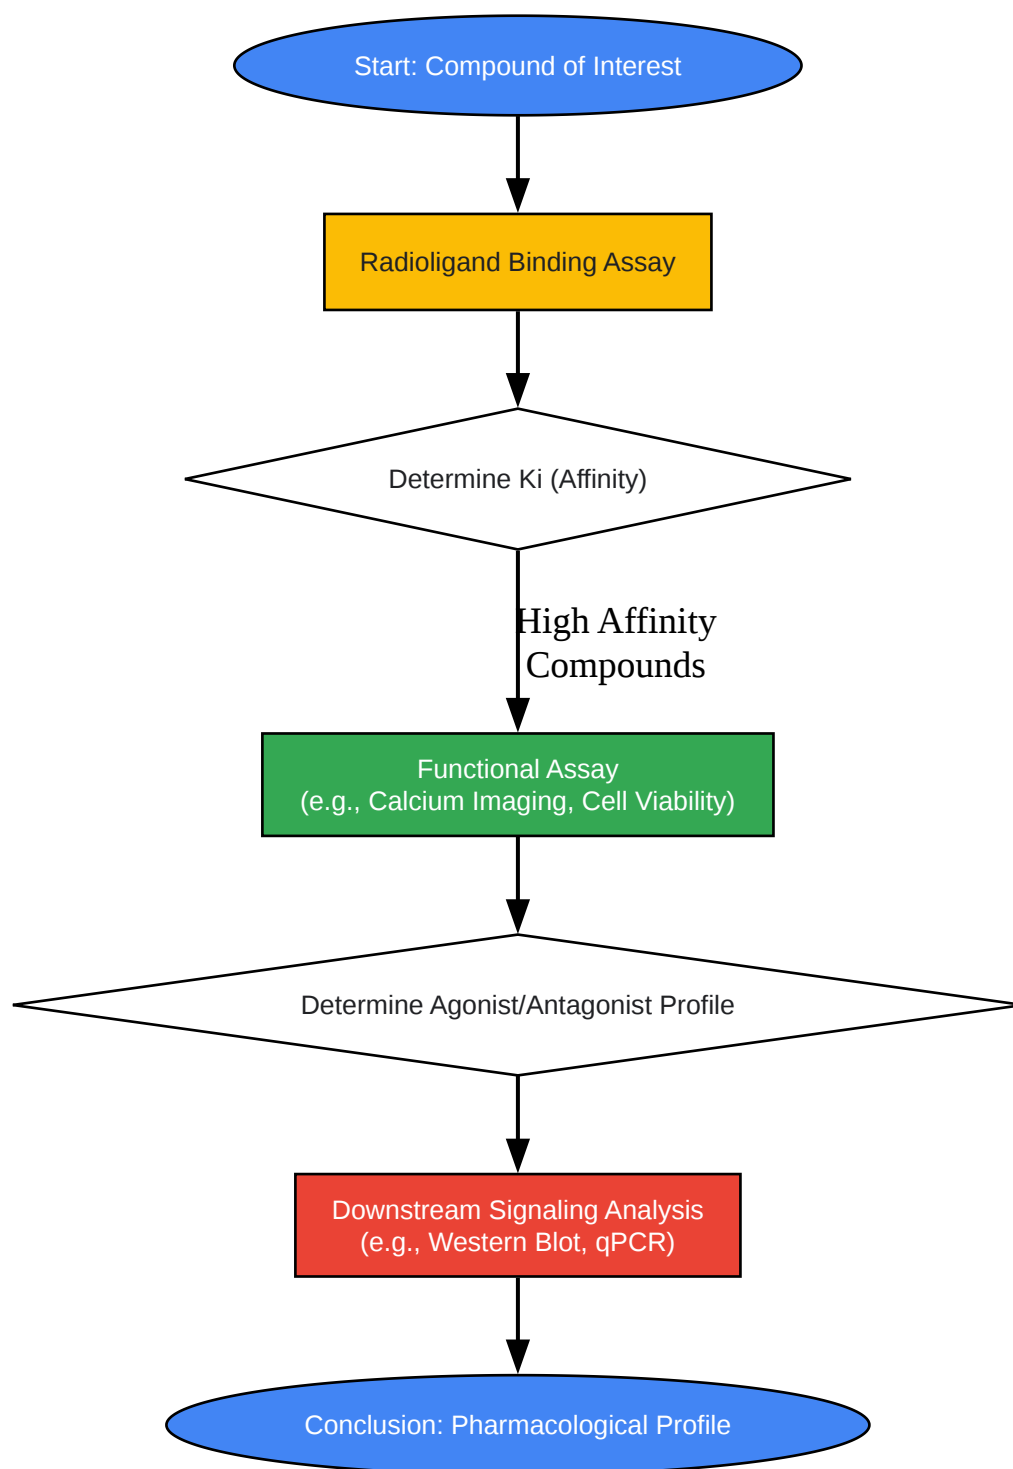 Start: Compound of Interest
Radioligand Binding Assay
Determine Ki (Affinity)
High Affinity
Compounds
Functional Assay
(e.g., Calcium Imaging, Cell Viability)
Determine Agonist/Antagonist Profile
Downstream Signaling Analysis
(e.g., Western Blot, qPCR)
Conclusion: Pharmacological Profile